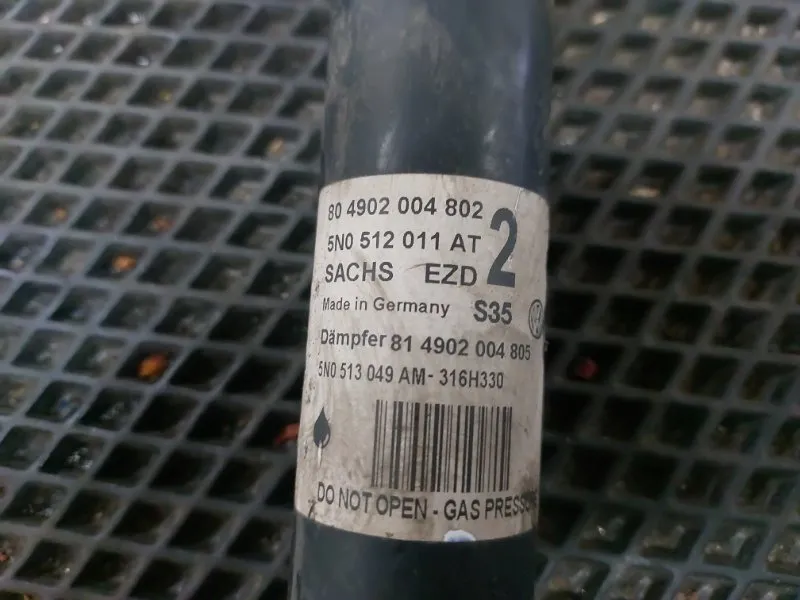 80 4902 004 802
5N0 512 011 AT 2
SACHS EZD
Made in Germany S35
Dämpfer 81 4902 004 805
5N0 513 049 AM- 316H330
DO NOT OPEN - GAS PRESSURE